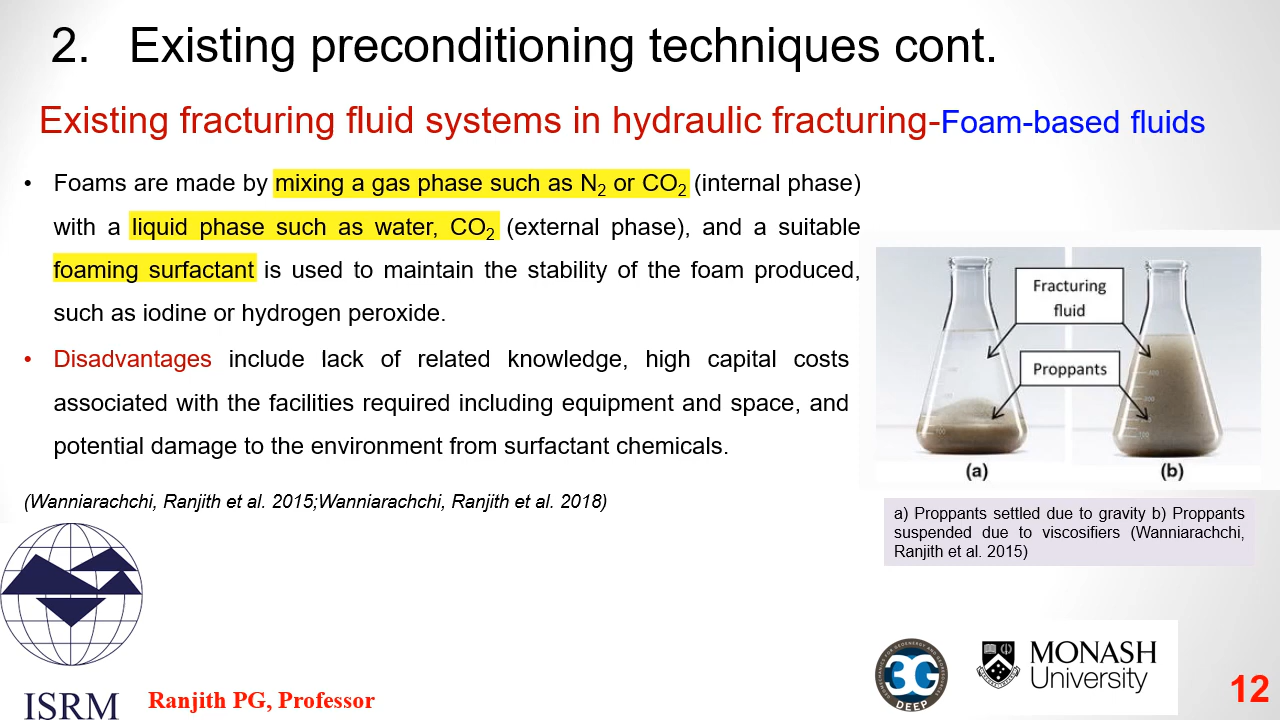 2. Existing preconditioning techniques cont.
Existing fracturing fluid systems in hydraulic fracturing-Foam-based fluids
• Foams are made by mixing a gas phase such as N₂ or CO₂ (internal phase)
with a liquid phase such as water, CO₂ (external phase), and a suitable
foaming surfactant is used to maintain the stability of the foam produced,
such as iodine or hydrogen peroxide.
• Disadvantages include lack of related knowledge, high capital costs
associated with the facilities required including equipment and space, and
potential damage to the environment from surfactant chemicals.
(Wanniarachchi, Ranjith et al. 2015;Wanniarachchi, Ranjith et al. 2018)
Fracturing
fluid
Proppants
(a)
(b)
a) Proppants settled due to gravity b) Proppants
suspended due to viscosifiers (Wanniarachchi,
Ranjith et al. 2015)
ISRM
Ranjith PG, Professor
3G
DEEP
MONASH
University
12